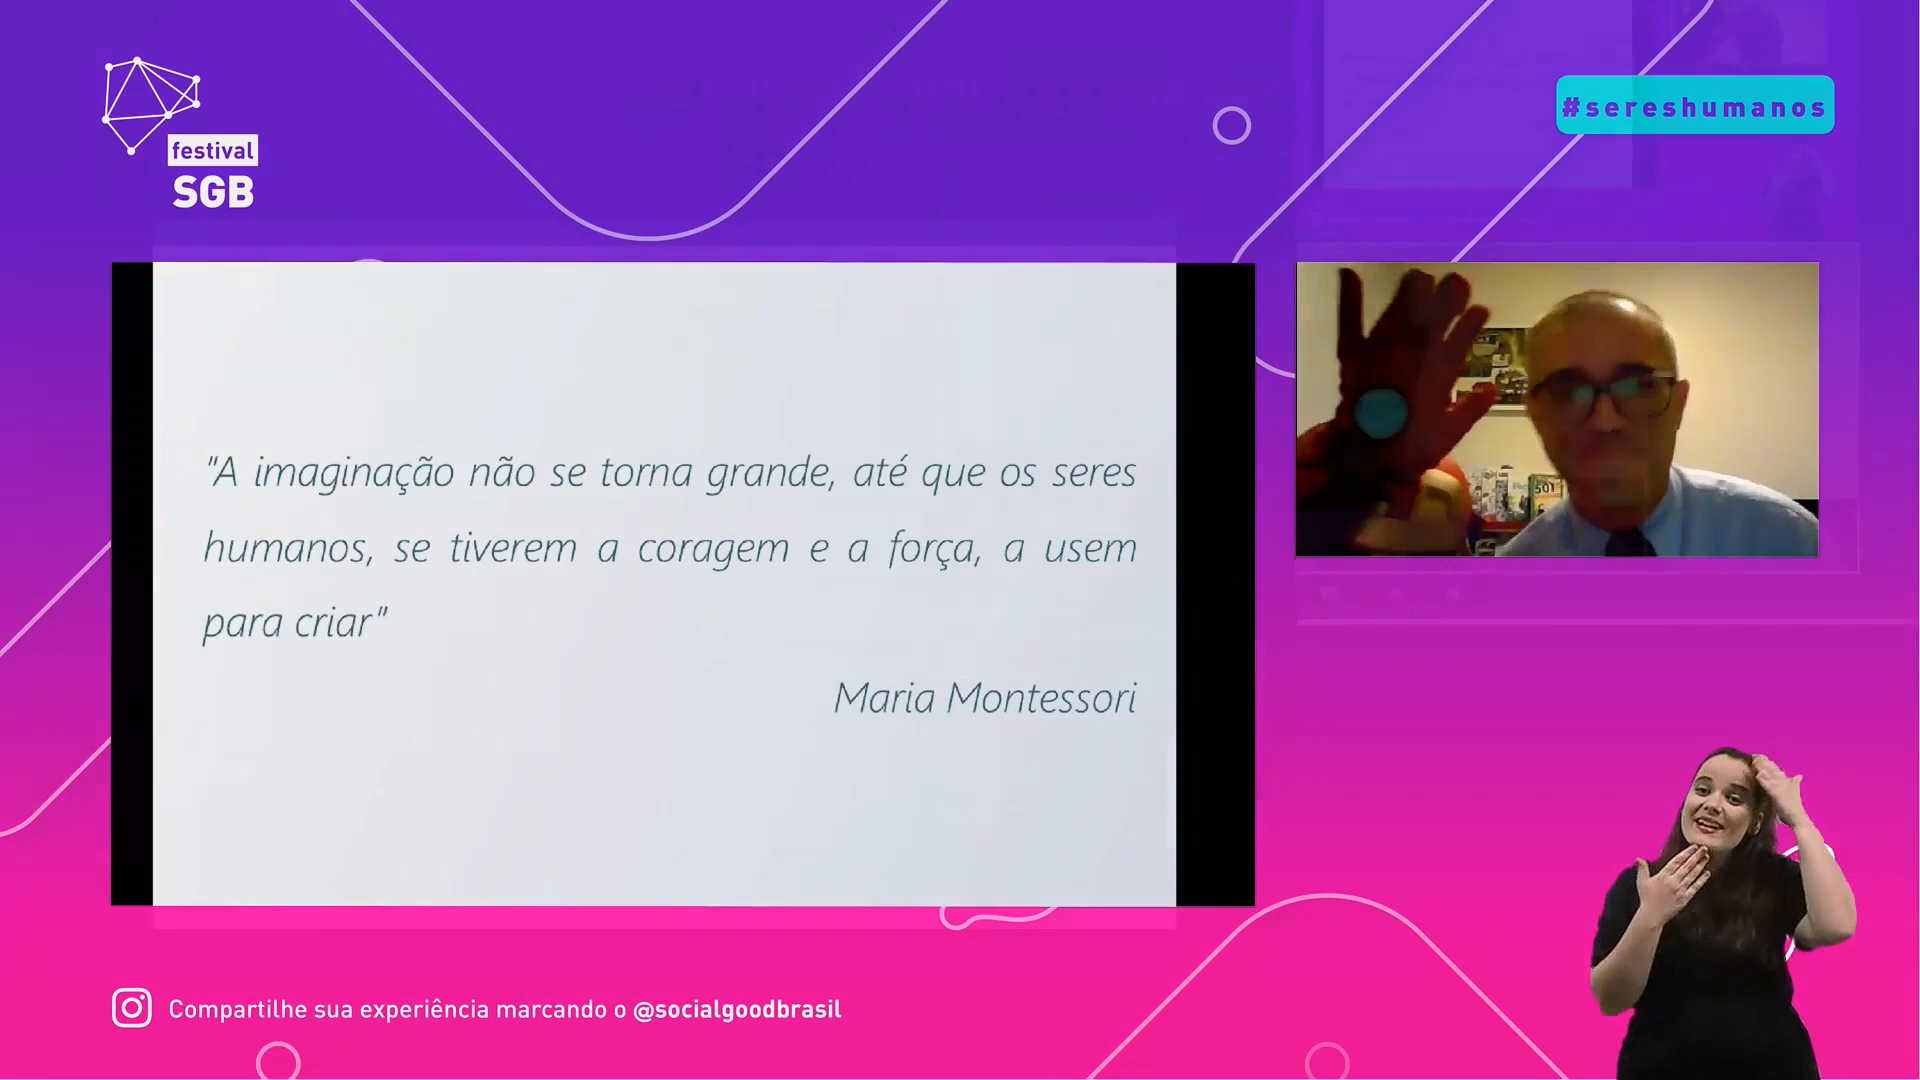 festival
SGB
#sereshumanos
"A imaginação não se torna grande, até que os seres
humanos, se tiverem a coragem e a força, a usem
para criar"
Maria Montessori
501
Compartilhe sua experiência marcando o @socialgoodbrasil